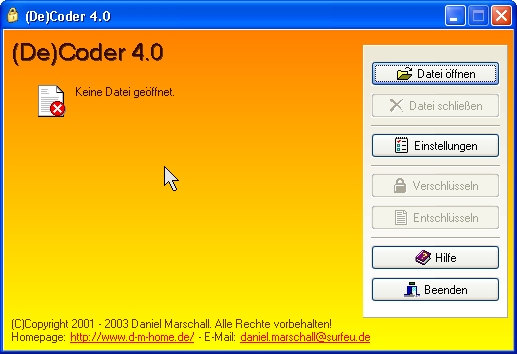 (De)Coder 4.0
(De)Coder 4.0
Keine Datei geöffnet.
Datei öffnen
Datei schließen
Einstellungen
Verschlüsseln
Entschlüsseln
Hilfe
Beenden
(C)Copyright 2001 - 2003 Daniel Marschall. Alle Rechte vorbehalten!
Homepage: http://www.d-m-home.de/ - E-Mail: daniel.marschall@surfeu.de